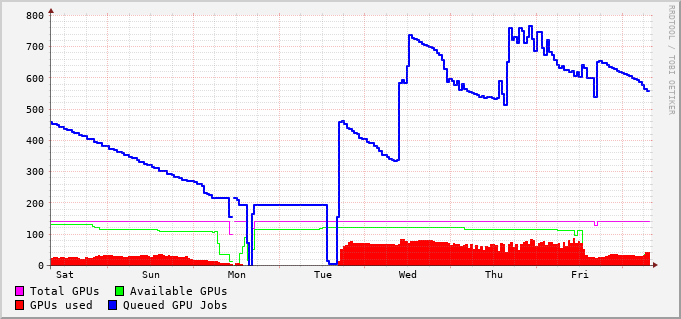 RRDTOOL / TOBI OETIKER
800
700
600
500
400
300
200
100
0
Sat Sun Mon Tue Wed Thu Fri
Total GPUs Available GPUs
GPUs used Queued GPU Jobs